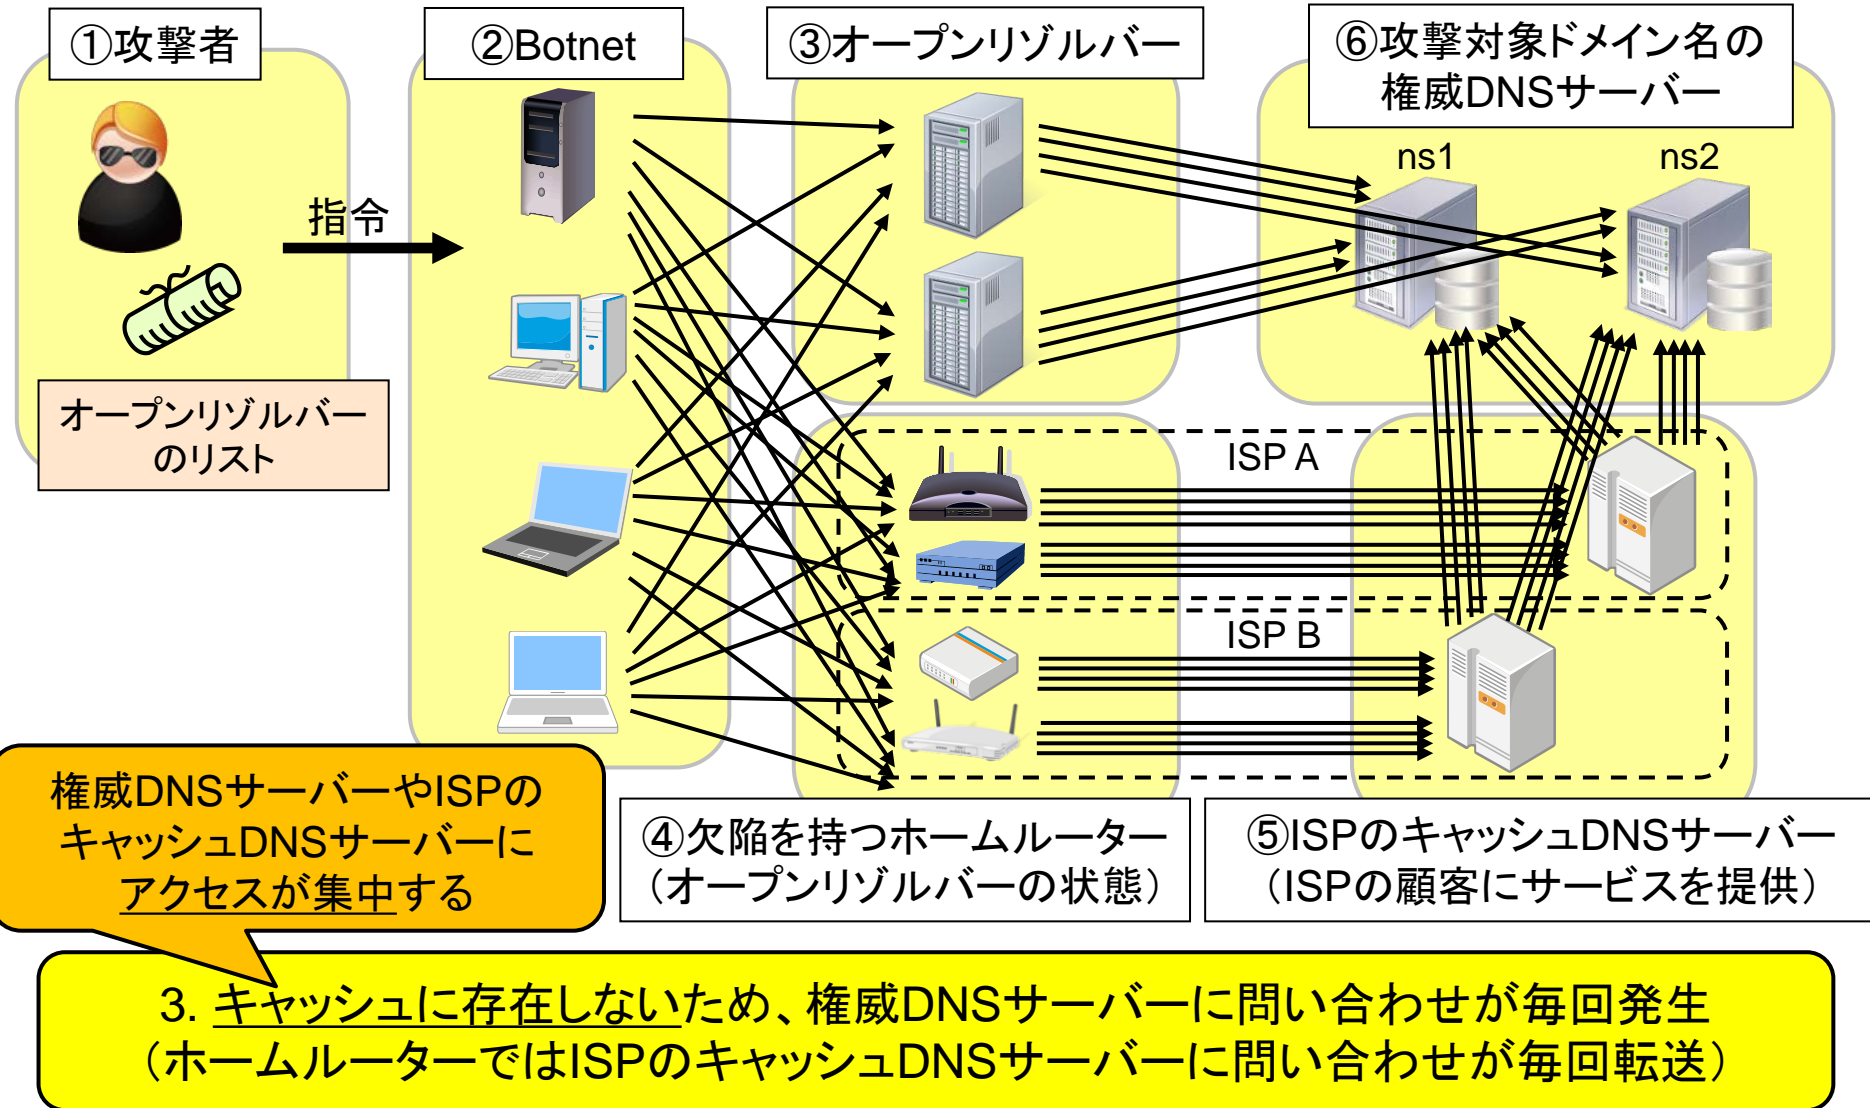 ①攻撃者
②Botnet
③オープンリゾルバー
⑥攻撃対象ドメイン名の
権威DNSサーバー
ns1
ns2
指令
オープンリゾルバー
のリスト
ISP A
ISP B
権威DNSサーバーやISPの
キャッシュDNSサーバーに
アクセスが集中する
④欠陥を持つホームルーター
（オープンリゾルバーの状態）
⑤ISPのキャッシュDNSサーバー
（ISPの顧客にサービスを提供）
3. キャッシュに存在しないため、権威DNSサーバーに問い合わせが毎回発生
（ホームルーターではISPのキャッシュDNSサーバーに問い合わせが毎回転送）